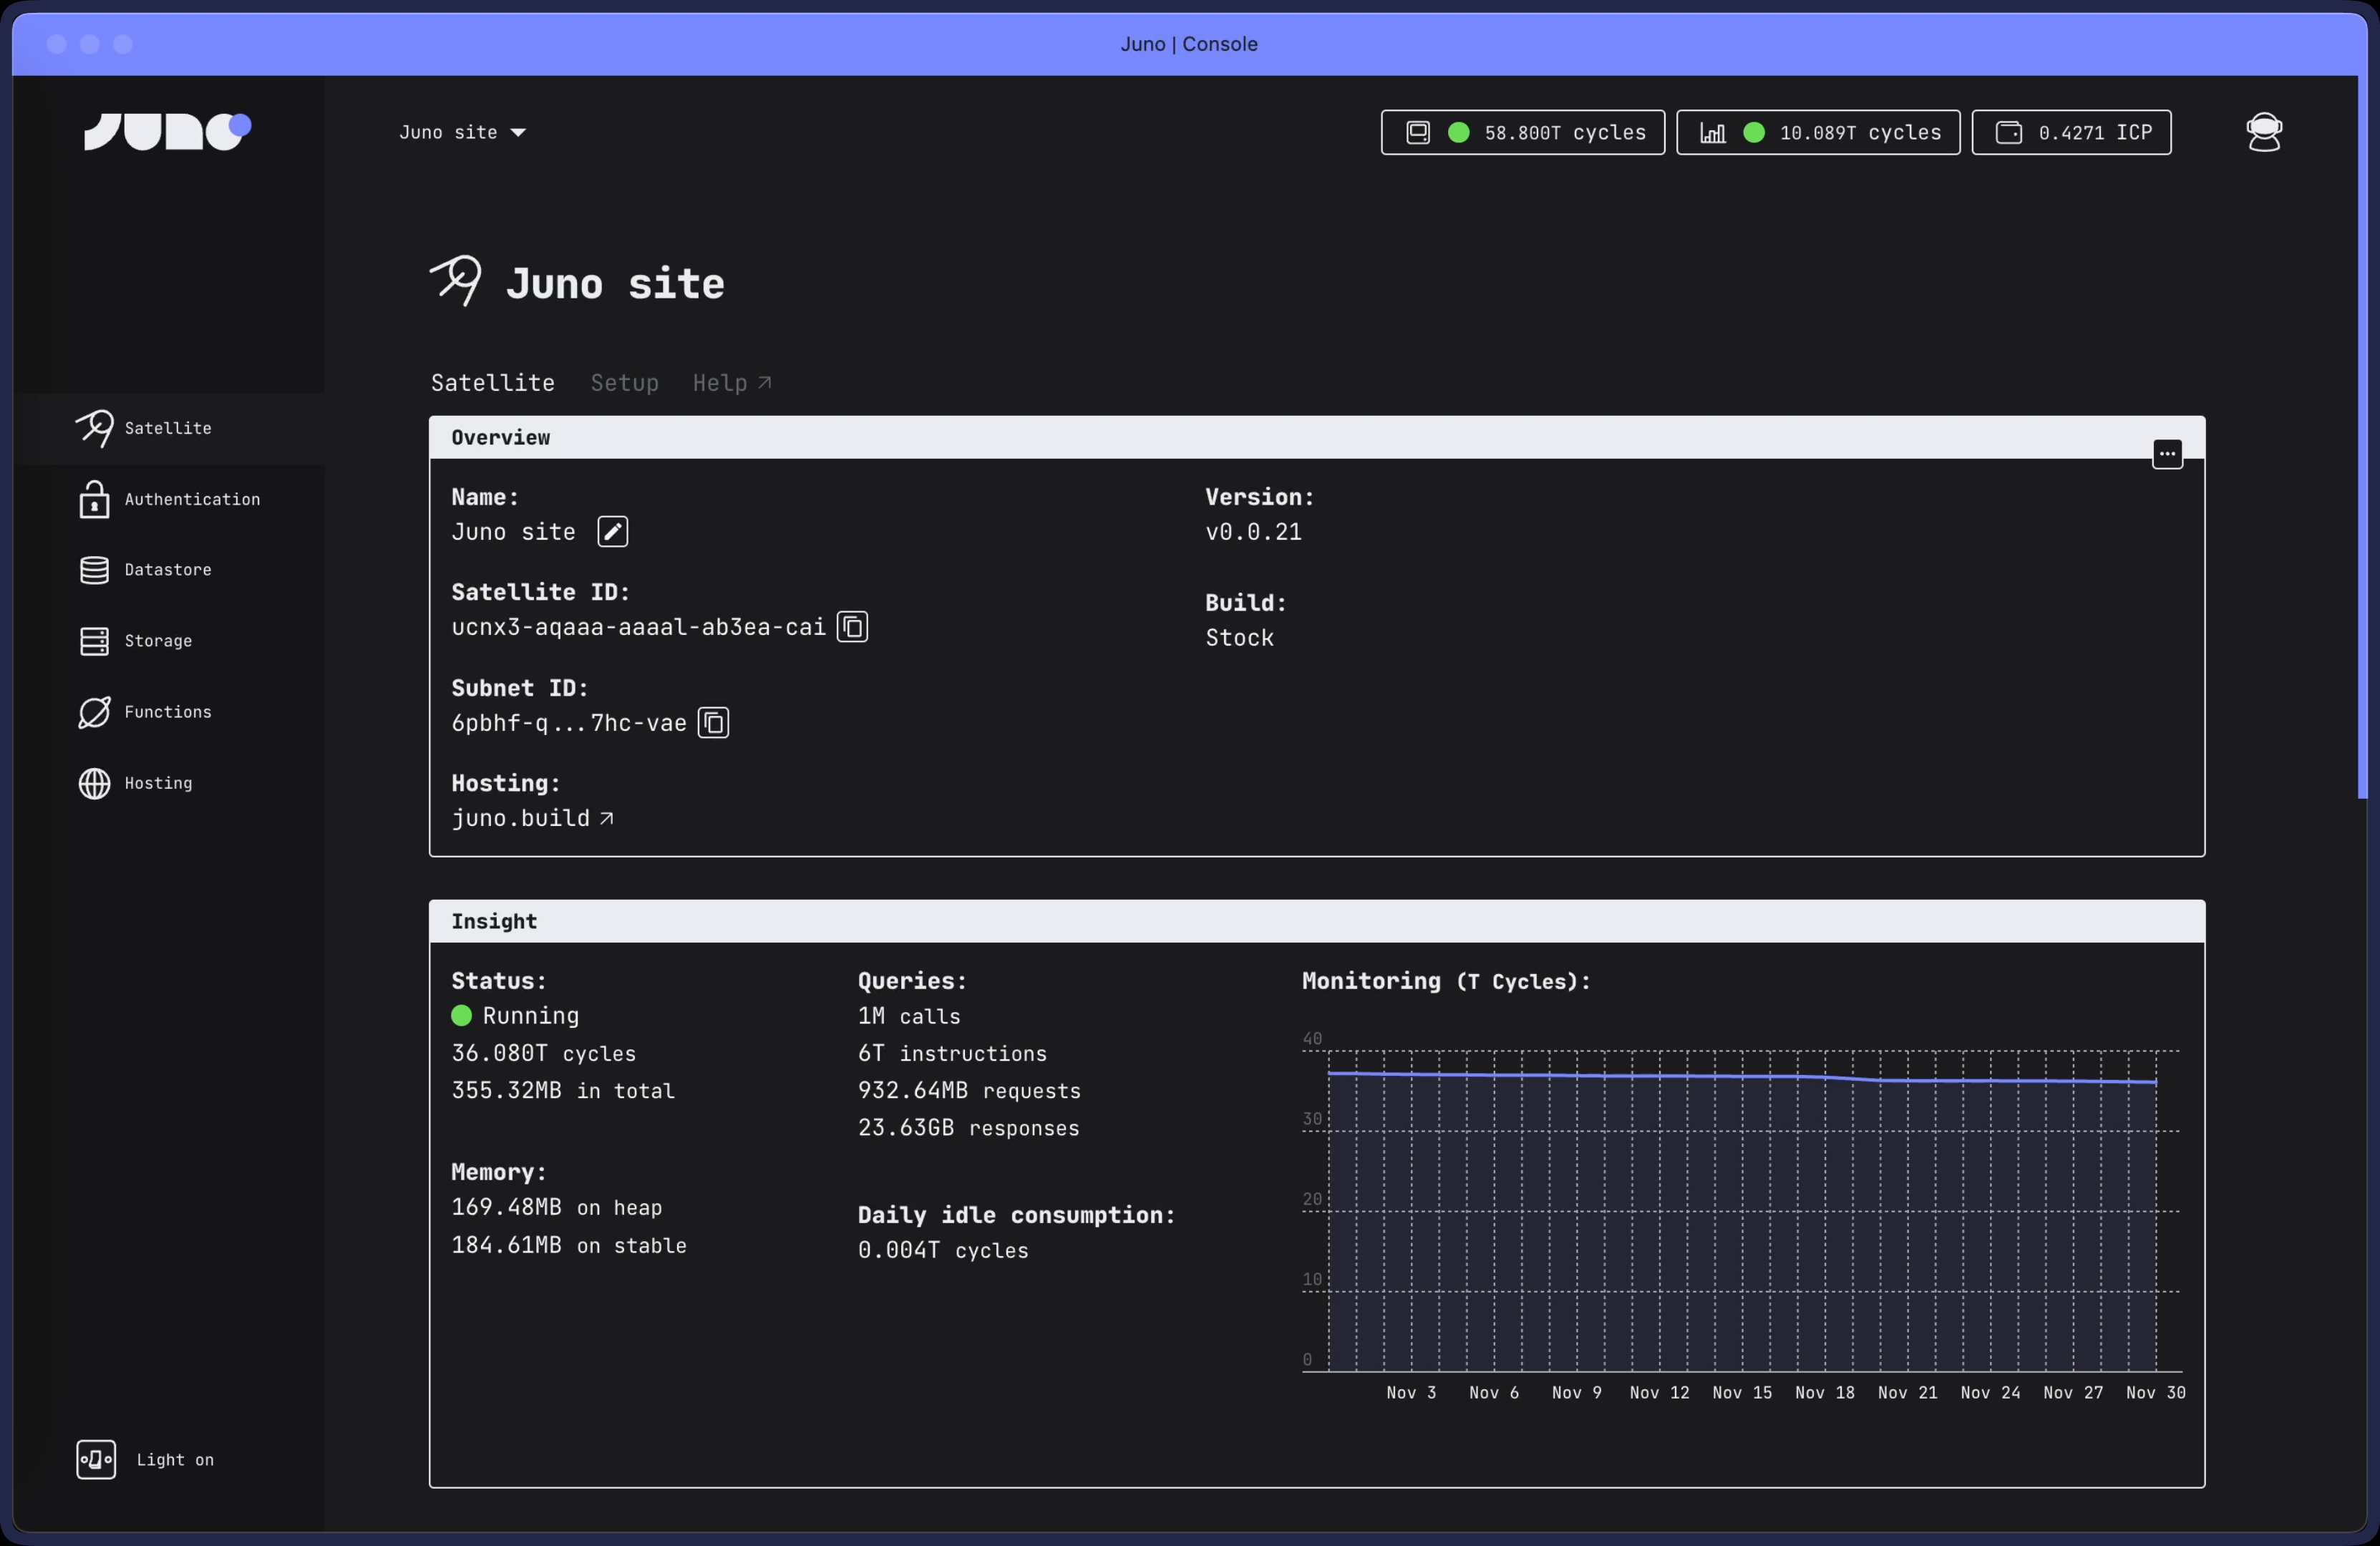 Juno | Console
JUNO
Juno site
58.800T cycles
10.089T cycles
0.4271 ICP
Juno site
Satellite
Setup
Help
Satellite
Authentication
Datastore
Storage
Functions
Hosting
Light on
Overview
Name:
Juno site
Satellite ID:
ucnx3-aqaaa-aaaal-ab3ea-cai
Subnet ID:
6pbhf-q...7hc-vae
Hosting:
juno.build
Version:
v0.0.21
Build:
Stock
Insight
Status:
Running
36.080T cycles
355.32MB in total
Memory:
169.48MB on heap
184.61MB on stable
Queries:
1M calls
6T instructions
932.64MB requests
23.63GB responses
Daily idle consumption:
0.004T cycles
Monitoring (T Cycles):
40
30
20
10
0
Nov 3 Nov 6 Nov 9 Nov 12 Nov 15 Nov 18 Nov 21 Nov 24 Nov 27 Nov 30